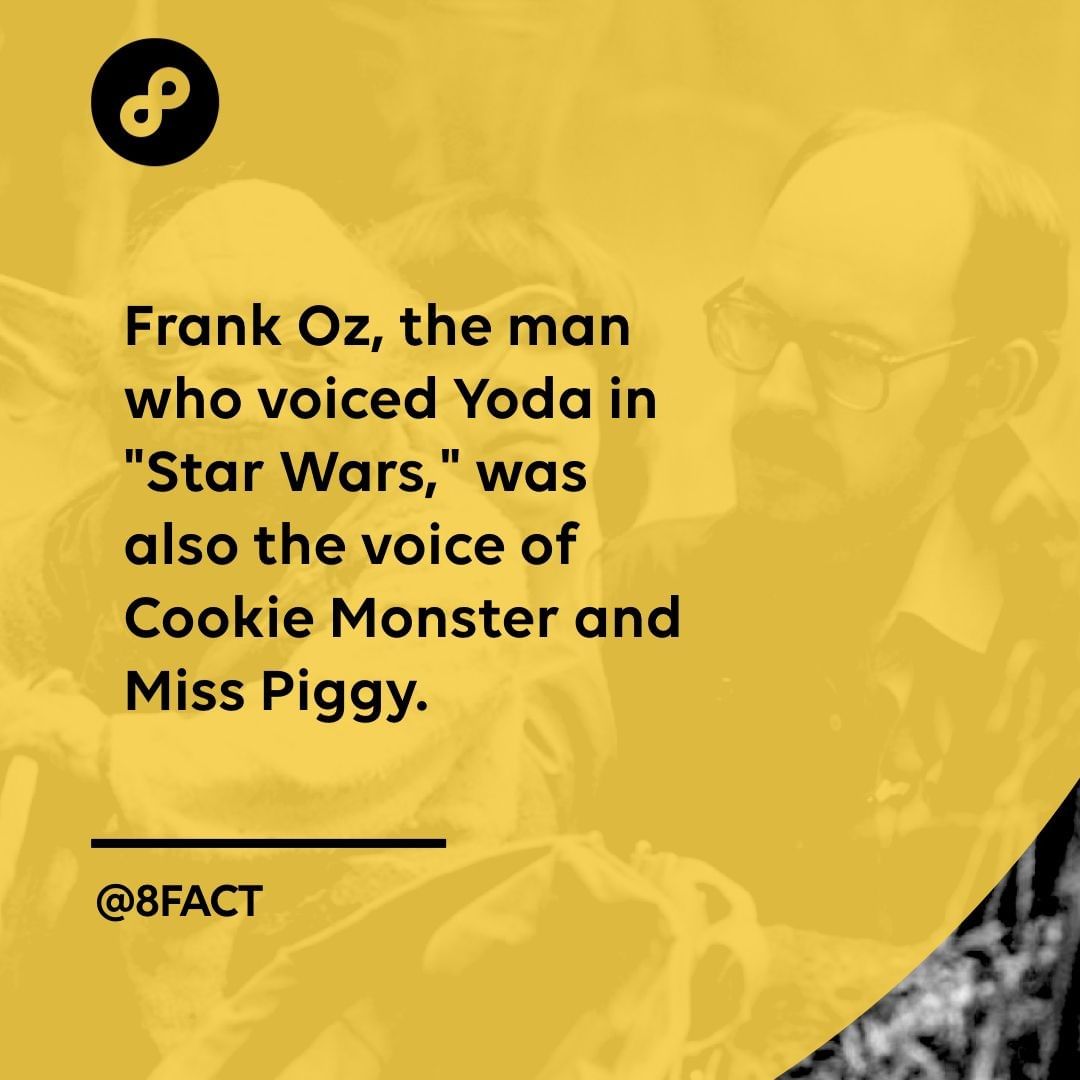 Frank Oz, the man
who voiced Yoda in
"Star Wars," was
also the voice of
Cookie Monster and
Miss Piggy.
@8FACT